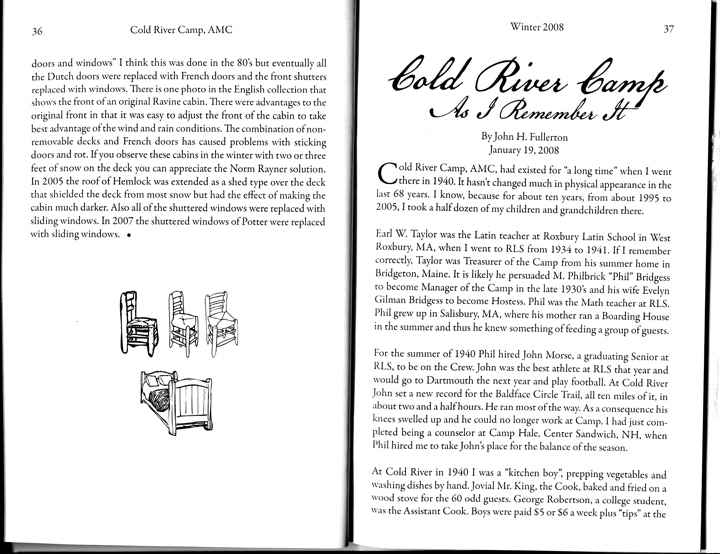 36
Cold River Camp, AMC
doors and windows" I think this was done in the 80's but eventually all
the Dutch doors were replaced with French doors and the front shutters
replaced with windows. There is one photo in the English collection that
shows the front of an original Ravine cabin. There were advantages to the
original front in that it was easy to adjust the front of the cabin to take
best advantage of the wind and rain conditions. The combination of non-
removable decks and French doors has caused problems with sticking
doors and rot. If you observe these cabins in the winter with two or three
feet of snow on the deck you can appreciate the Norm Rayner solution.
In 2005 the roof of Hemlock was extended as a shed type over the deck
that shielded the deck from most snow but had the effect of making the
cabin much darker. Also all of the shuttered windows were replaced with
sliding windows. In 2007 the shuttered windows of Potter were replaced
with sliding windows. •
Winter 2008
37
Cold River Camp
As I Remember It
By John H. Fullerton
January 19, 2008
Cold River Camp, AMC, had existed for "a long time" when I went
there in 1940. It hasn't changed much in physical appearance in the
last 68 years. I know, because for about ten years, from about 1995 to
2005, I took a half dozen of my children and grandchildren there.
Earl W. Taylor was the Latin teacher at Roxbury Latin School in West
Roxbury, MA, when I went to RLS from 1934 to 1941. If I remember
correctly, Taylor was Treasurer of the Camp from his summer home in
Bridgeton, Maine. It is likely he persuaded M. Philbrick "Phil" Bridgess
to become Manager of the Camp in the late 1930's and his wife Evelyn
Gilman Bridgess to become Hostess. Phil was the Math teacher at RLS.
Phil grew up in Salisbury, MA, where his mother ran a Boarding House
in the summer and thus he knew something of feeding a group of guests.
For the summer of 1940 Phil hired John Morse, a graduating Senior at
RLS, to be on the Crew. John was the best athlete at RLS that year and
would go to Dartmouth the next year and play football. At Cold River
John set a new record for the Baldface Circle Trail, all ten miles of it, in
about two and a half hours. He ran most of the way. As a consequence his
knees swelled up and he could no longer work at Camp. I had just com-
pleted being a counselor at Camp Hale, Center Sandwich, NH, when
Phil hired me to take John's place for the balance of the season.
At Cold River in 1940 I was a "kitchen boy", prepping vegetables and
washing dishes by hand. Jovial Mr. King, the Cook, baked and fried on a
wood stove for the 60 odd guests. George Robertson, a college student,
was the Assistant Cook. Boys were paid $5 or $6 a week plus "tips" at the